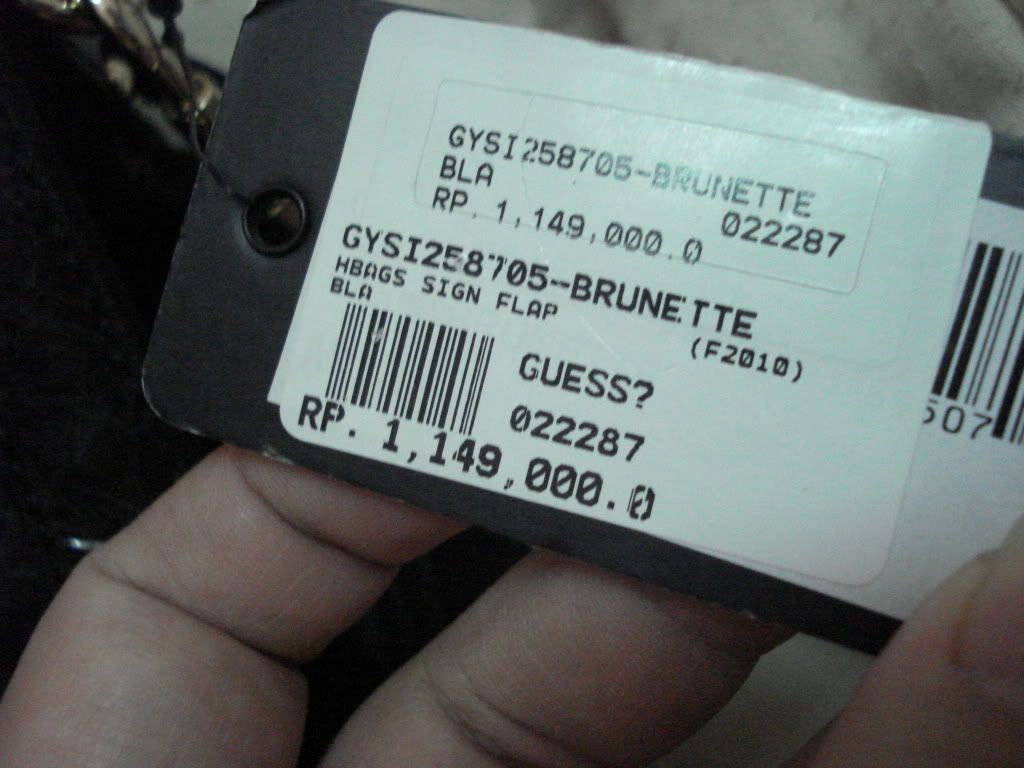 GYSI258705-BRUNETTE
BLA
022287
RP. 1,149,000.0
GYSI258705-BRUNETTE
HBAGS SIGN FLAP
BLA
(F2010)
GUESS?
022287
RP. 1,149,000.0
507